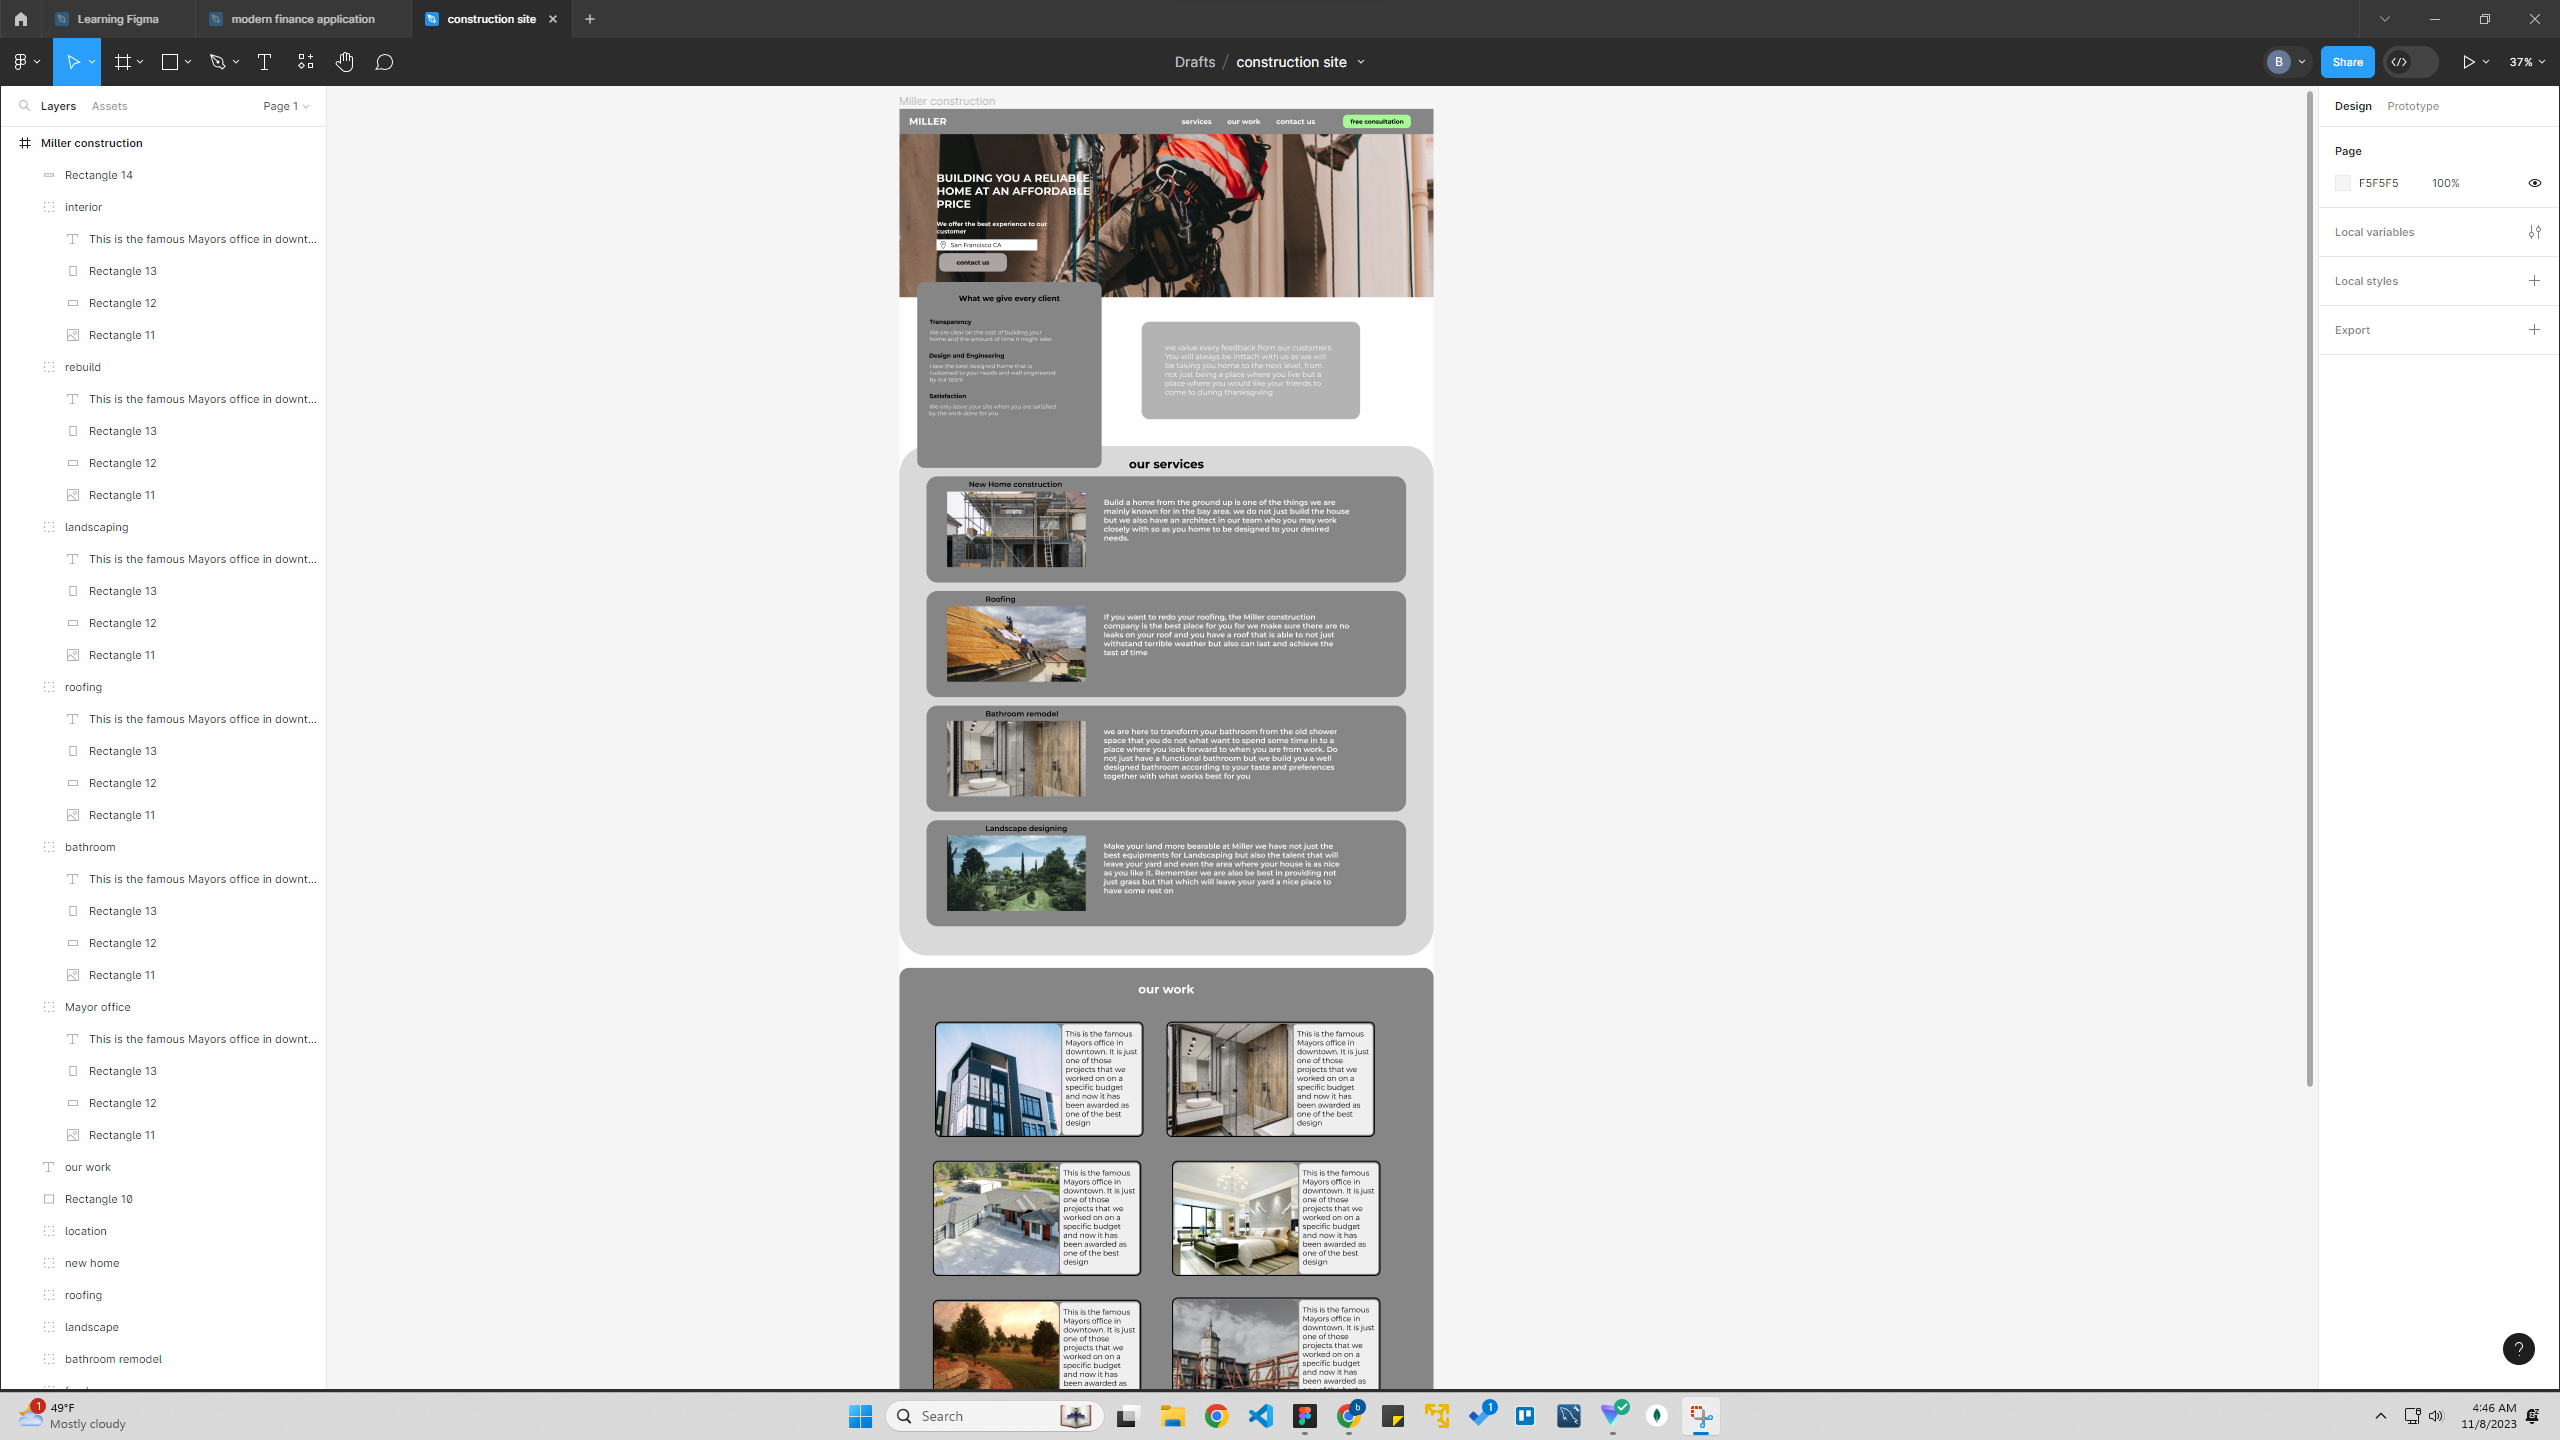 Learning Figma
modern finance application
construction site
Drafts / construction site
B
Share
37%
Layers
Assets
Page 1
Miller construction
Rectangle 14
interior
This is the famous Mayors office in downt...
Rectangle 13
Rectangle 12
Rectangle 11
rebuild
This is the famous Mayors office in downt...
Rectangle 13
Rectangle 12
Rectangle 11
landscaping
This is the famous Mayors office in downt...
Rectangle 13
Rectangle 12
Rectangle 11
roofing
This is the famous Mayors office in downt...
Rectangle 13
Rectangle 12
Rectangle 11
bathroom
This is the famous Mayors office in downt...
Rectangle 13
Rectangle 12
Rectangle 11
Mayor office
This is the famous Mayors office in downt...
Rectangle 13
Rectangle 12
Rectangle 11
our work
Rectangle 10
location
new home
roofing
landscape
bathroom remodel
Miller construction
MILLER
services
our work
contact us
free consultation
BUILDING YOU A RELIABLE
HOME AT AN AFFORDABLE
PRICE
We offer the best experience to our
customer
San Francisco CA
contact us
What we give every client
Transparency
We are clear on the cost of building your
home and the amount of time it might take
Design and Engineering
Have the best designed home that is
customed to your needs and well engineered
by our team
Satisfaction
We only leave your site when you are satisfied
by the work done for you
we value every feedback from our customers.
You will always be inttach with us as we will
be taking you home to the next level, from
not just being a place where you live but a
place where you would like your friends to
come to during thanksgiving
our services
New Home construction
Build a home from the ground up is one of the things we are
mainly known for in the bay area. we do not just build the house
but we also have an architect in our team who you may work
closely with so as you home to be designed to your desired
needs.
Roofing
If you want to redo your roofing, the Miller construction
company is the best place for you for we make sure there are no
leaks on your roof and you have a roof that is able to not just
withstand terrible weather but also can last and achieve the
test of time
Bathroom remodel
we are here to transform your bathroom from the old shower
space that you do not what want to spend some time in to a
place where you look forward to when you are from work. Do
not just have a functional bathroom but we build you a well
designed bathroom according to your taste and preferences
together with what works best for you
Landscape designing
Make your land more bearable at Miller we have not just the
best equipments for Landscaping but also the talent that will
leave your yard and even the area where your house is as nice
as you like it. Remember we are also be best in providing not
just grass but that which will leave your yard a nice place to
have some rest on
our work
This is the famous
Mayors office in
downtown. It is just
one of those
projects that we
worked on on a
specific budget
and now it has
been awarded as
one of the best
design
This is the famous
Mayors office in
downtown. It is just
one of those
projects that we
worked on on a
specific budget
and now it has
been awarded as
one of the best
design
This is the famous
Mayors office in
downtown. It is just
one of those
projects that we
worked on on a
specific budget
and now it has
been awarded as
one of the best
design
This is the famous
Mayors office in
downtown. It is just
one of those
projects that we
worked on on a
specific budget
and now it has
been awarded as
one of the best
design
This is the famous
Mayors office in
downtown. It is just
one of those
projects that we
worked on on a
specific budget
and now it has
been awarded as
This is the famous
Mayors office in
downtown. It is just
one of those
projects that we
worked on on a
specific budget
and now it has
been awarded as
Design
Prototype
Page
F5F5F5
100%
Local variables
Local styles
Export
?
1
49°F
Mostly cloudy
Search
b
1
4:46 AM
11/8/2023